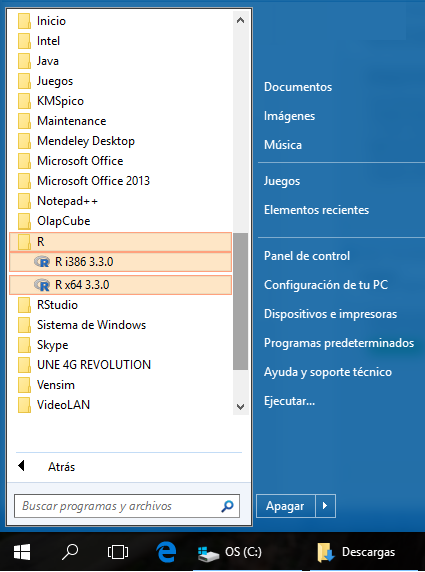 Inicio
Intel
Java
Juegos
KMSpico
Maintenance
Mendeley Desktop
Microsoft Office
Microsoft Office 2013
Notepad++
OlapCube
R
R i386 3.3.0
R x64 3.3.0
RStudio
Sistema de Windows
Skype
UNE 4G REVOLUTION
Vensim
VideoLAN
Atrás
Buscar programas y archivos
Documentos
Imágenes
Música
Juegos
Elementos recientes
Panel de control
Configuración de tu PC
Dispositivos e impresoras
Programas predeterminados
Ayuda y soporte técnico
Ejecutar...
Apagar
OS (C:)
Descargas